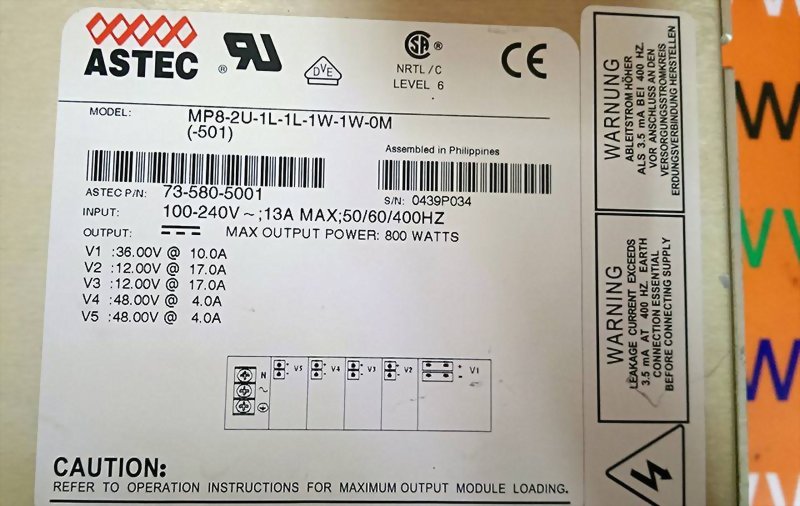 ASTEC ®
DVE
SA
NRTL/C
LEVEL 6
CE
MODEL: MP8-2U-1L-1L-1W-1W-0M
(-501)
Assembled in Philippines
ASTEC P/N: 73-580-5001
S/N: 0439P034
INPUT: 100-240V ~;13A MAX;50/60/400HZ
OUTPUT: MAX OUTPUT POWER: 800 WATTS
V1 :36.00V @ 10.0A
V2 :12.00V @ 17.0A
V3 :12.00V @ 17.0A
V4 :48.00V @ 4.0A
V5 :48.00V @ 4.0A
N + - V5 + - V4 + - V3 + - V2 + - V1
CAUTION:
REFER TO OPERATION INSTRUCTIONS FOR MAXIMUM OUTPUT MODULE LOADING.
WARNUNG
ABLEITSTROM HÖHER
ALS 3.5 mA BEI 400 HZ.
VOR ANSCHLUSS AN DEN
VERSORGUNGSSTROMKREIS
ERDUNGSVERBINDUNG HERSTELLEN
WARNING
LEAKAGE CURRENT EXCEEDS
3.5 mA AT 400 HZ. EARTH
CONNECTION ESSENTIAL
BEFORE CONNECTING SUPPLY
W
W
W
W